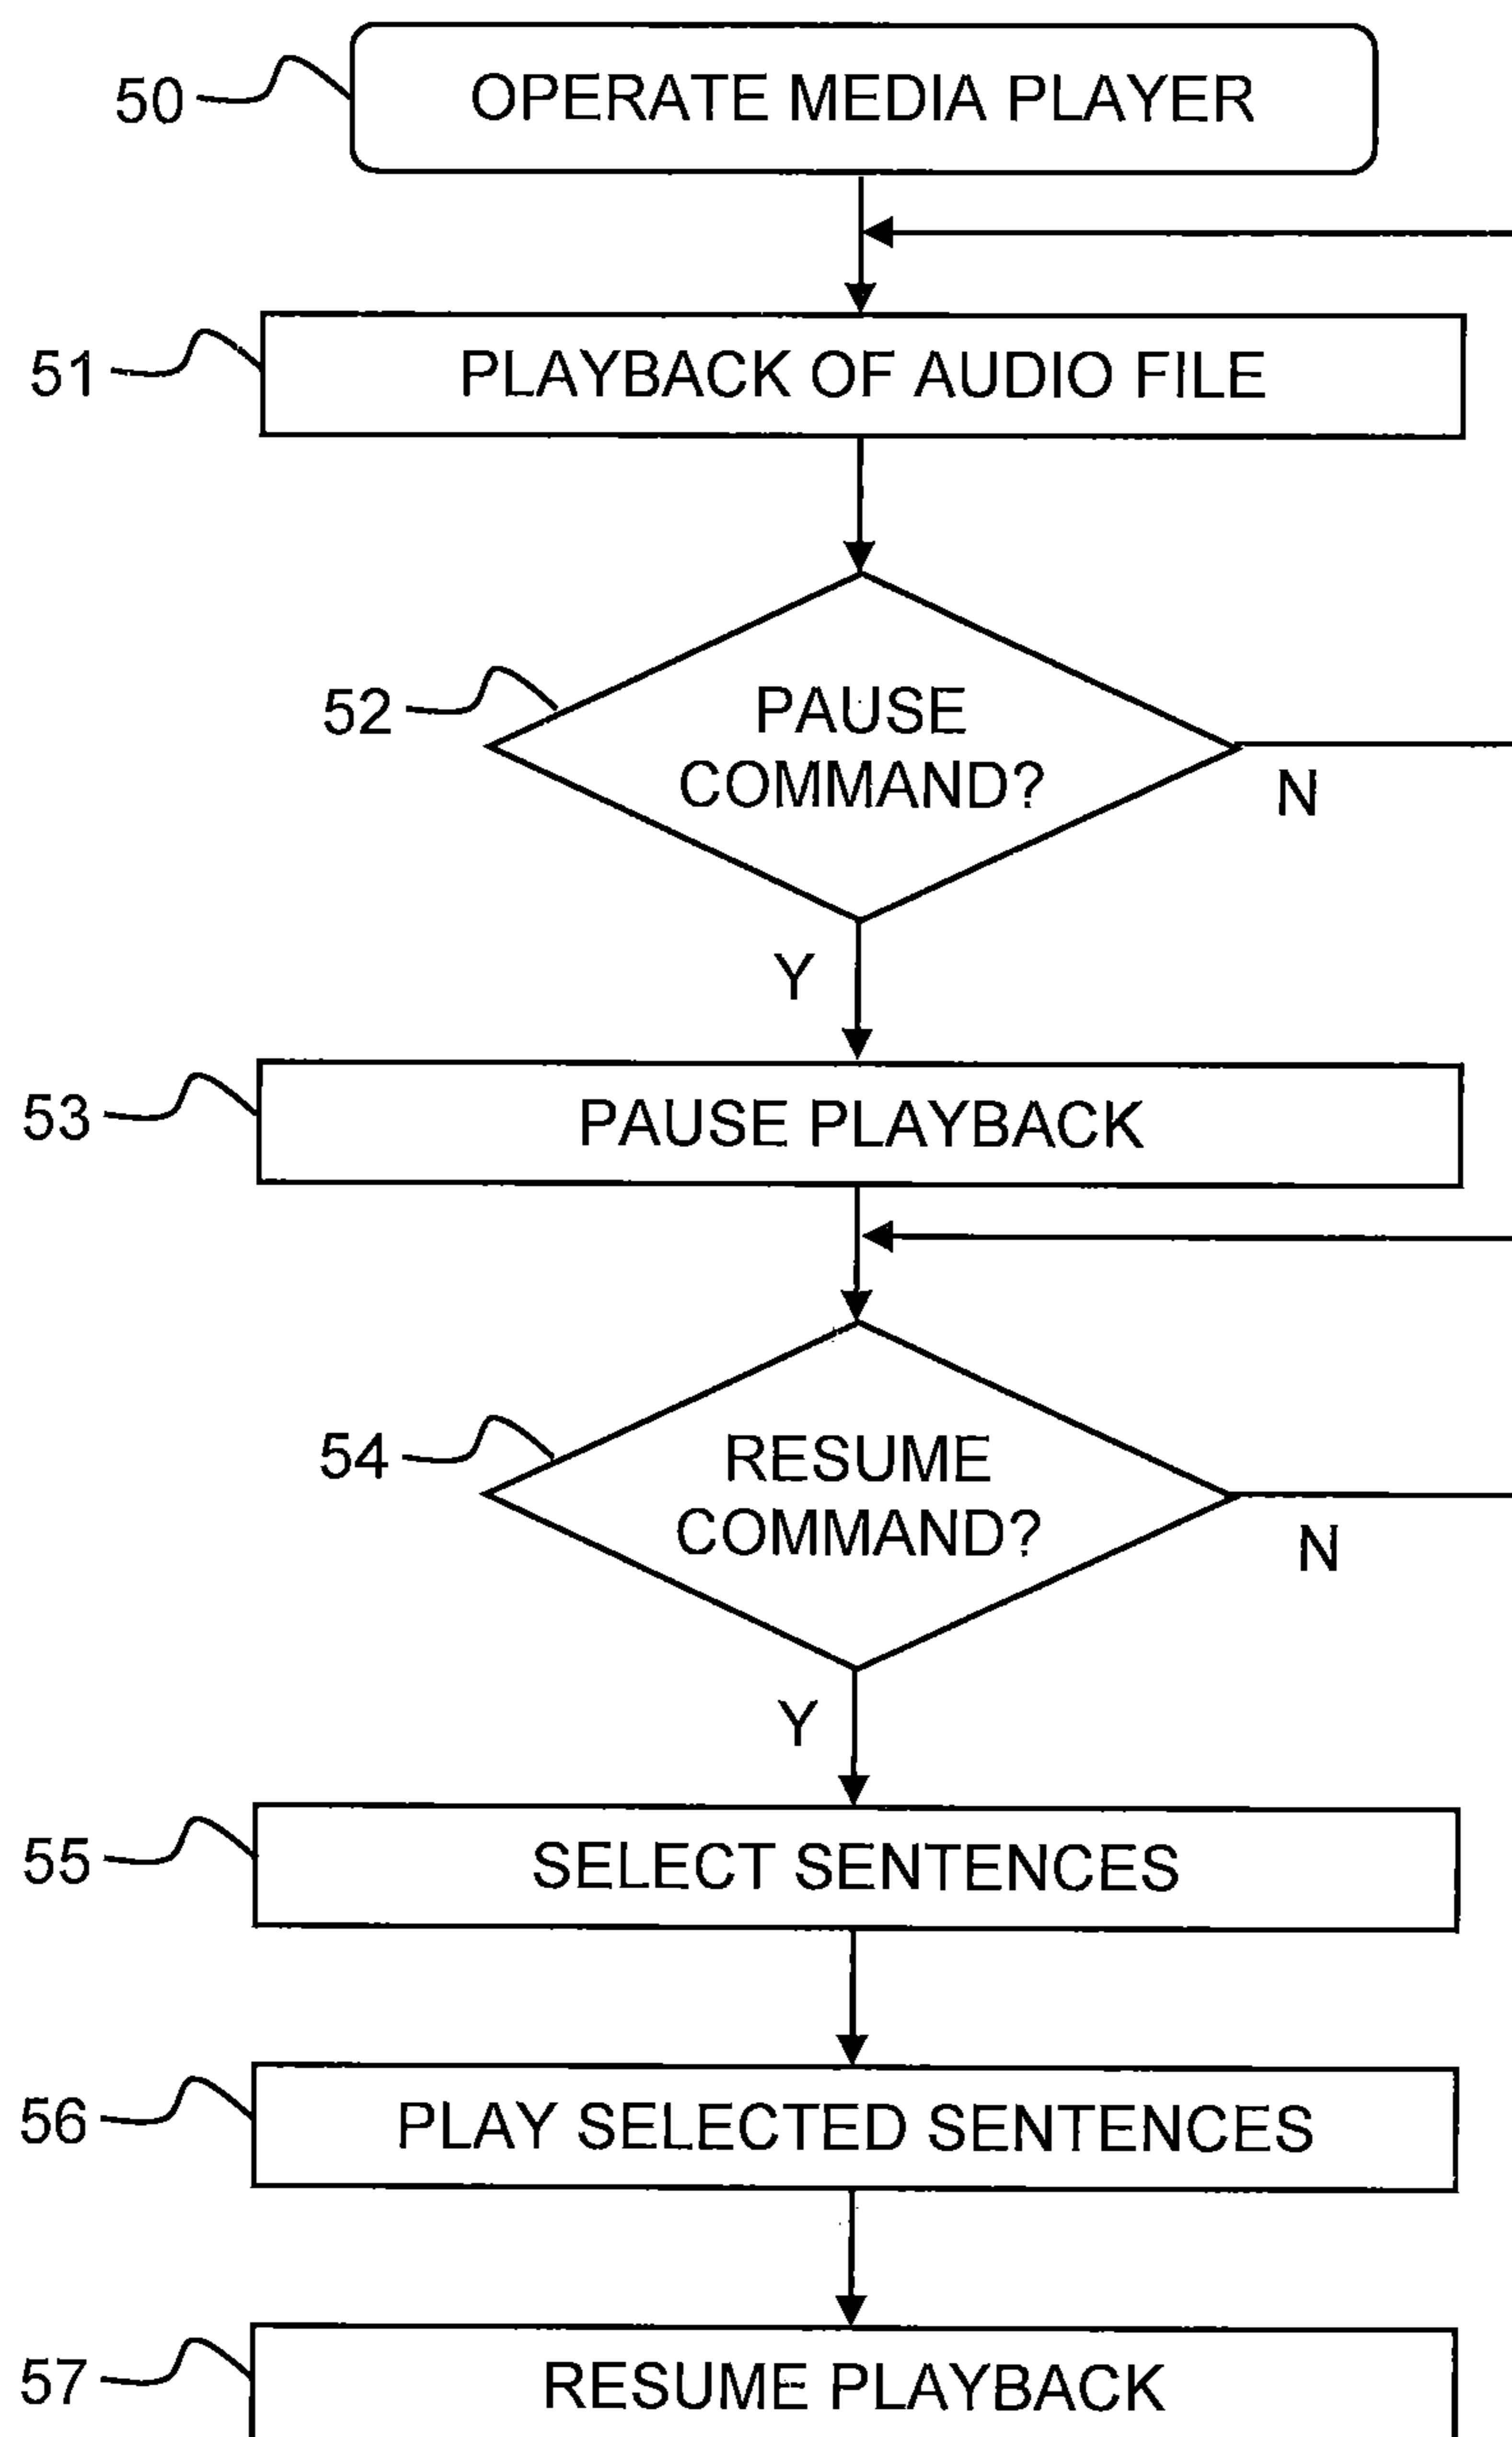 50 OPERATE MEDIA PLAYER
51 PLAYBACK OF AUDIO FILE
52 PAUSE
COMMAND?
N
Y
53 PAUSE PLAYBACK
54 RESUME
COMMAND?
N
Y
55 SELECT SENTENCES
56 PLAY SELECTED SENTENCES
57 RESUME PLAYBACK